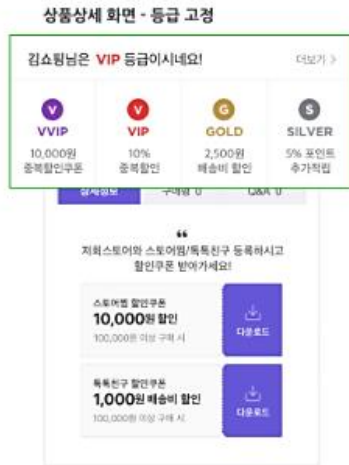 상품상세 화면 - 등급 고정
김쇼핑님은 VIP 등급이시네요!
더보기 >
V
VVIP
10,000원
중복할인쿠폰
V
VIP
10%
중복할인
G
GOLD
2,500원
배송비 할인
S
SILVER
5% 포인트
추가적립
상세정보
구매평 0
Q&A 0
저희스토어와 스토어찜/톡톡친구 등록하시고
할인쿠폰 받아가세요!
스토어찜 할인쿠폰
10,000원 할인
100,000원 이상 구매 시
다운로드
톡톡친구 할인쿠폰
1,000원 배송비 할인
100,000원 이상 구매 시
다운로드